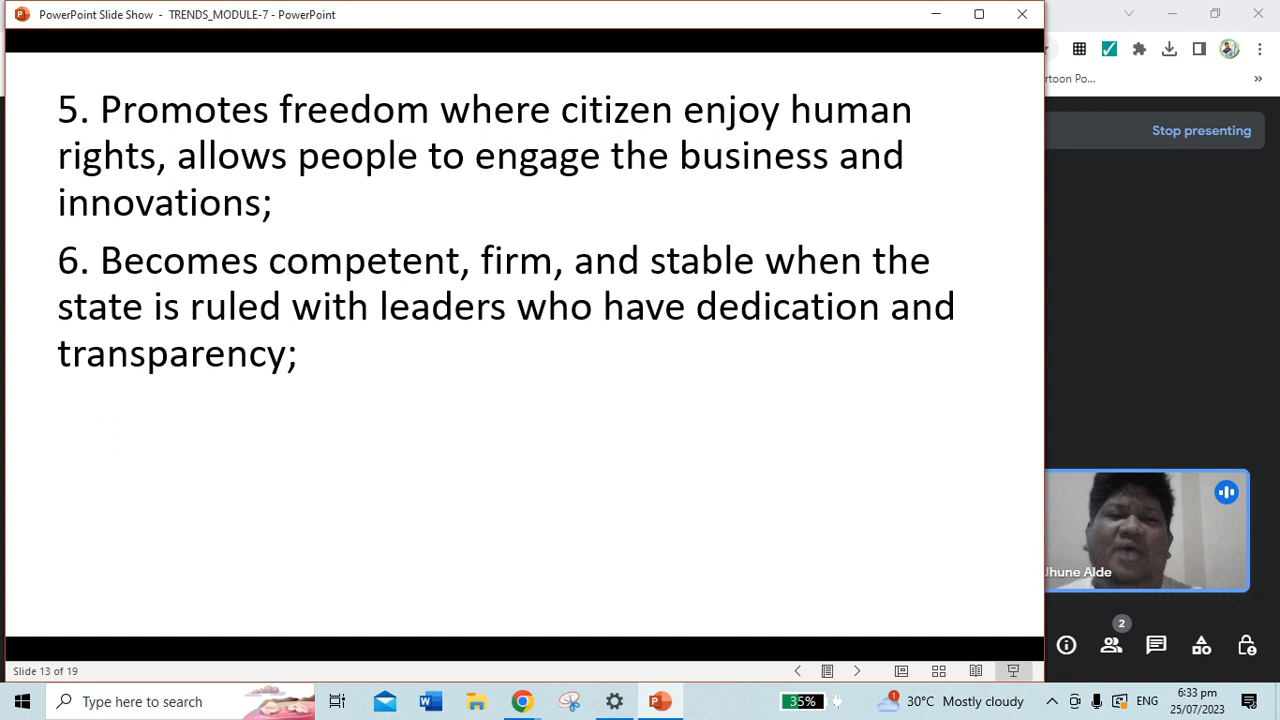 PowerPoint Slide Show - TRENDS_MODULE-7 - PowerPoint
rtoon Po...
Stop presenting
5. Promotes freedom where citizen enjoy human
rights, allows people to engage the business and
innovations;
6. Becomes competent, firm, and stable when the
state is ruled with leaders who have dedication and
transparency;
Jhune Alde
2
Slide 13 of 19
Type here to search
35%
1
30°C Mostly cloudy
ENG
6:33 pm
25/07/2023